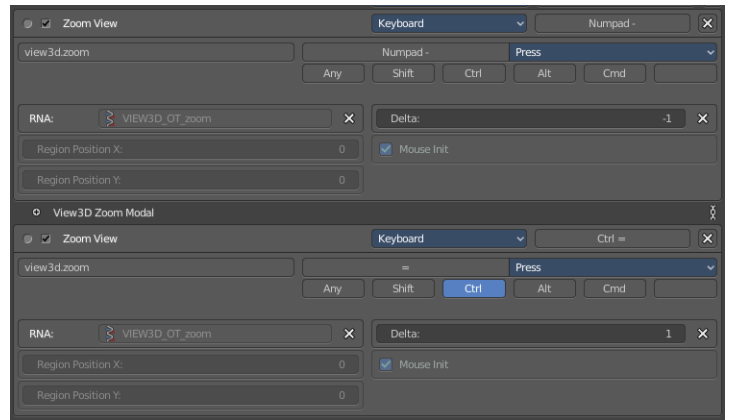 Zoom View Keyboard Numpad -
view3d.zoom Numpad - Press
Any Shift Ctrl Alt Cmd
RNA: VIEW3D_OT_zoom Delta: -1
Region Position X: 0 Mouse Init
Region Position Y: 0
View3D Zoom Modal
Zoom View Keyboard Ctrl =
view3d.zoom = Press
Any Shift Ctrl Alt Cmd
RNA: VIEW3D_OT_zoom Delta: 1
Region Position X: 0 Mouse Init
Region Position Y: 0